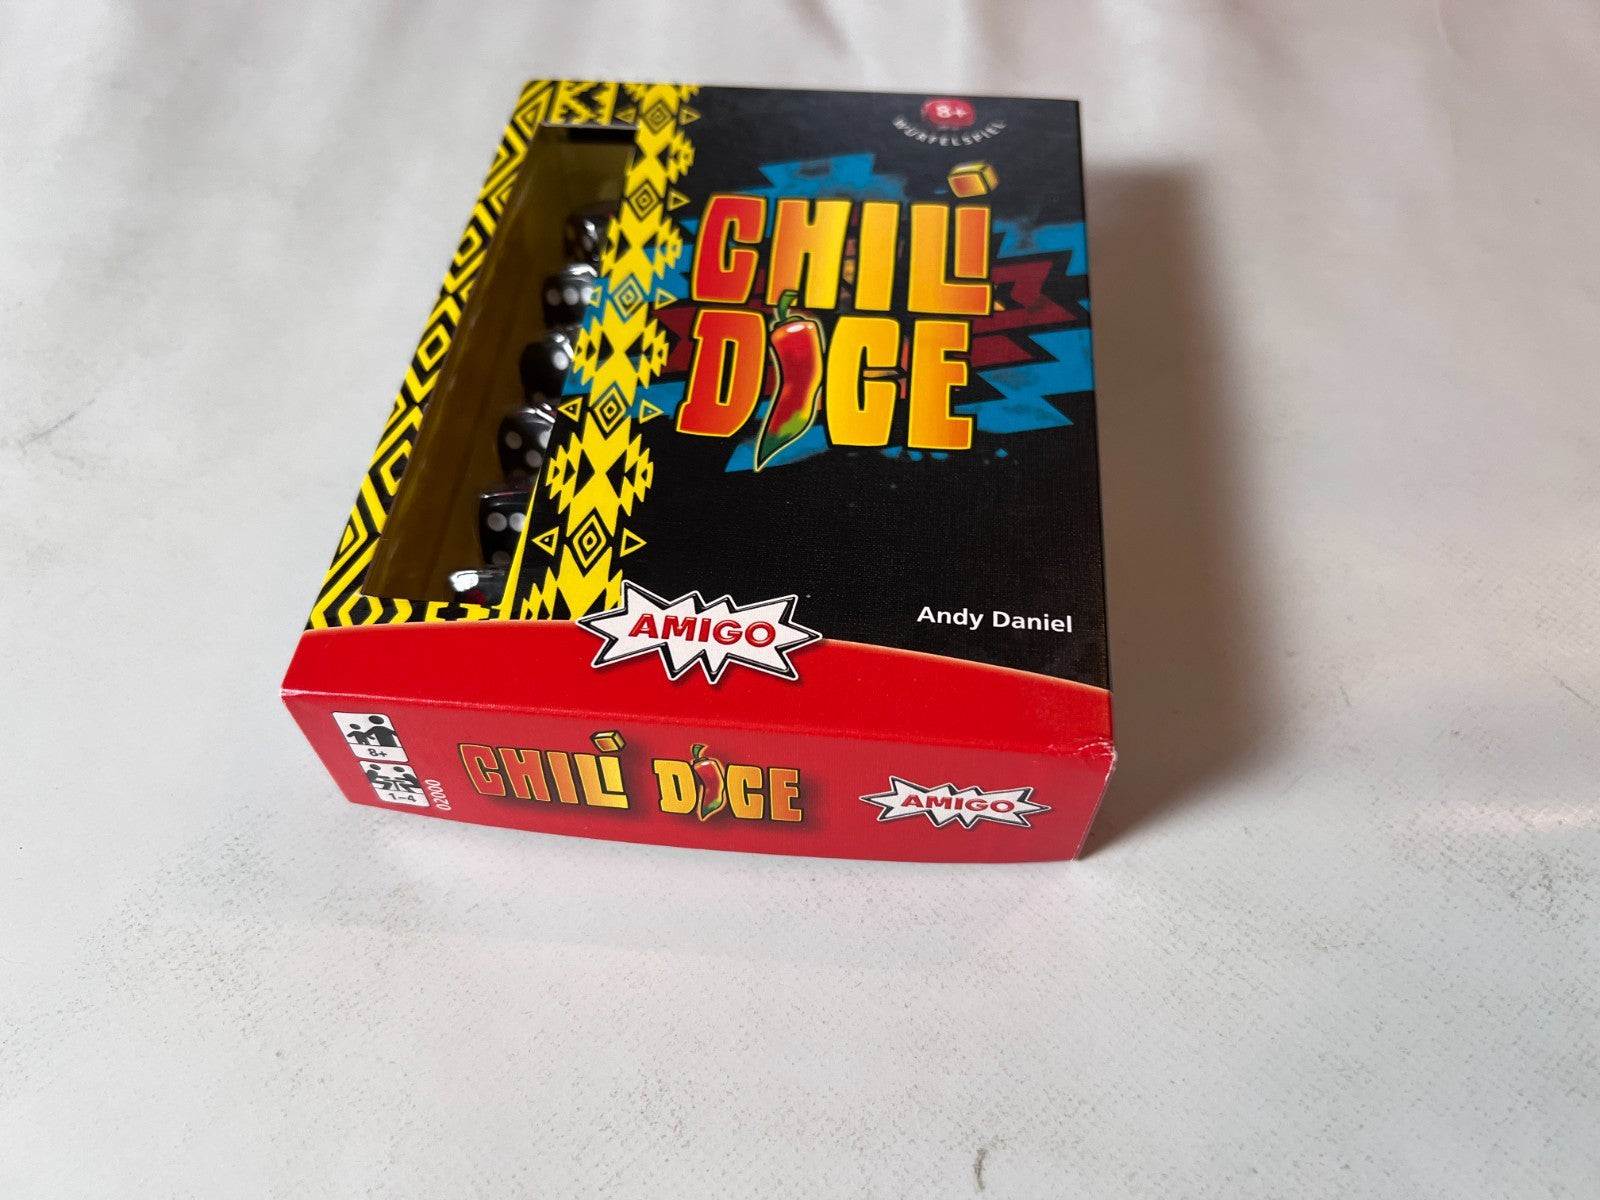 8+
WÜRFELSPIEL
CHILI
DICE
Andy Daniel
AMIGO
8+
1-4
02000
CHILI DICE
AMIGO